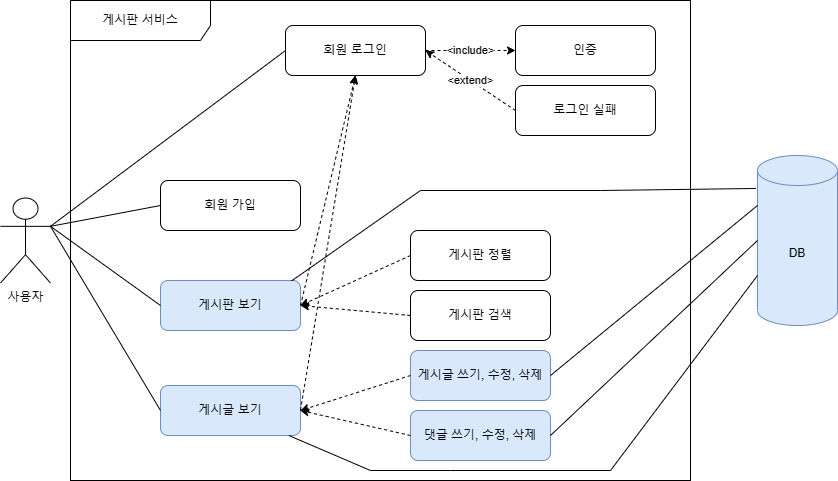 게시판 서비스
회원 로그인
<include>
인증
<extend>
로그인 실패
회원 가입
사용자
게시판 보기
게시판 정렬
게시판 검색
DB
게시글 보기
게시글 쓰기, 수정, 삭제
댓글 쓰기, 수정, 삭제